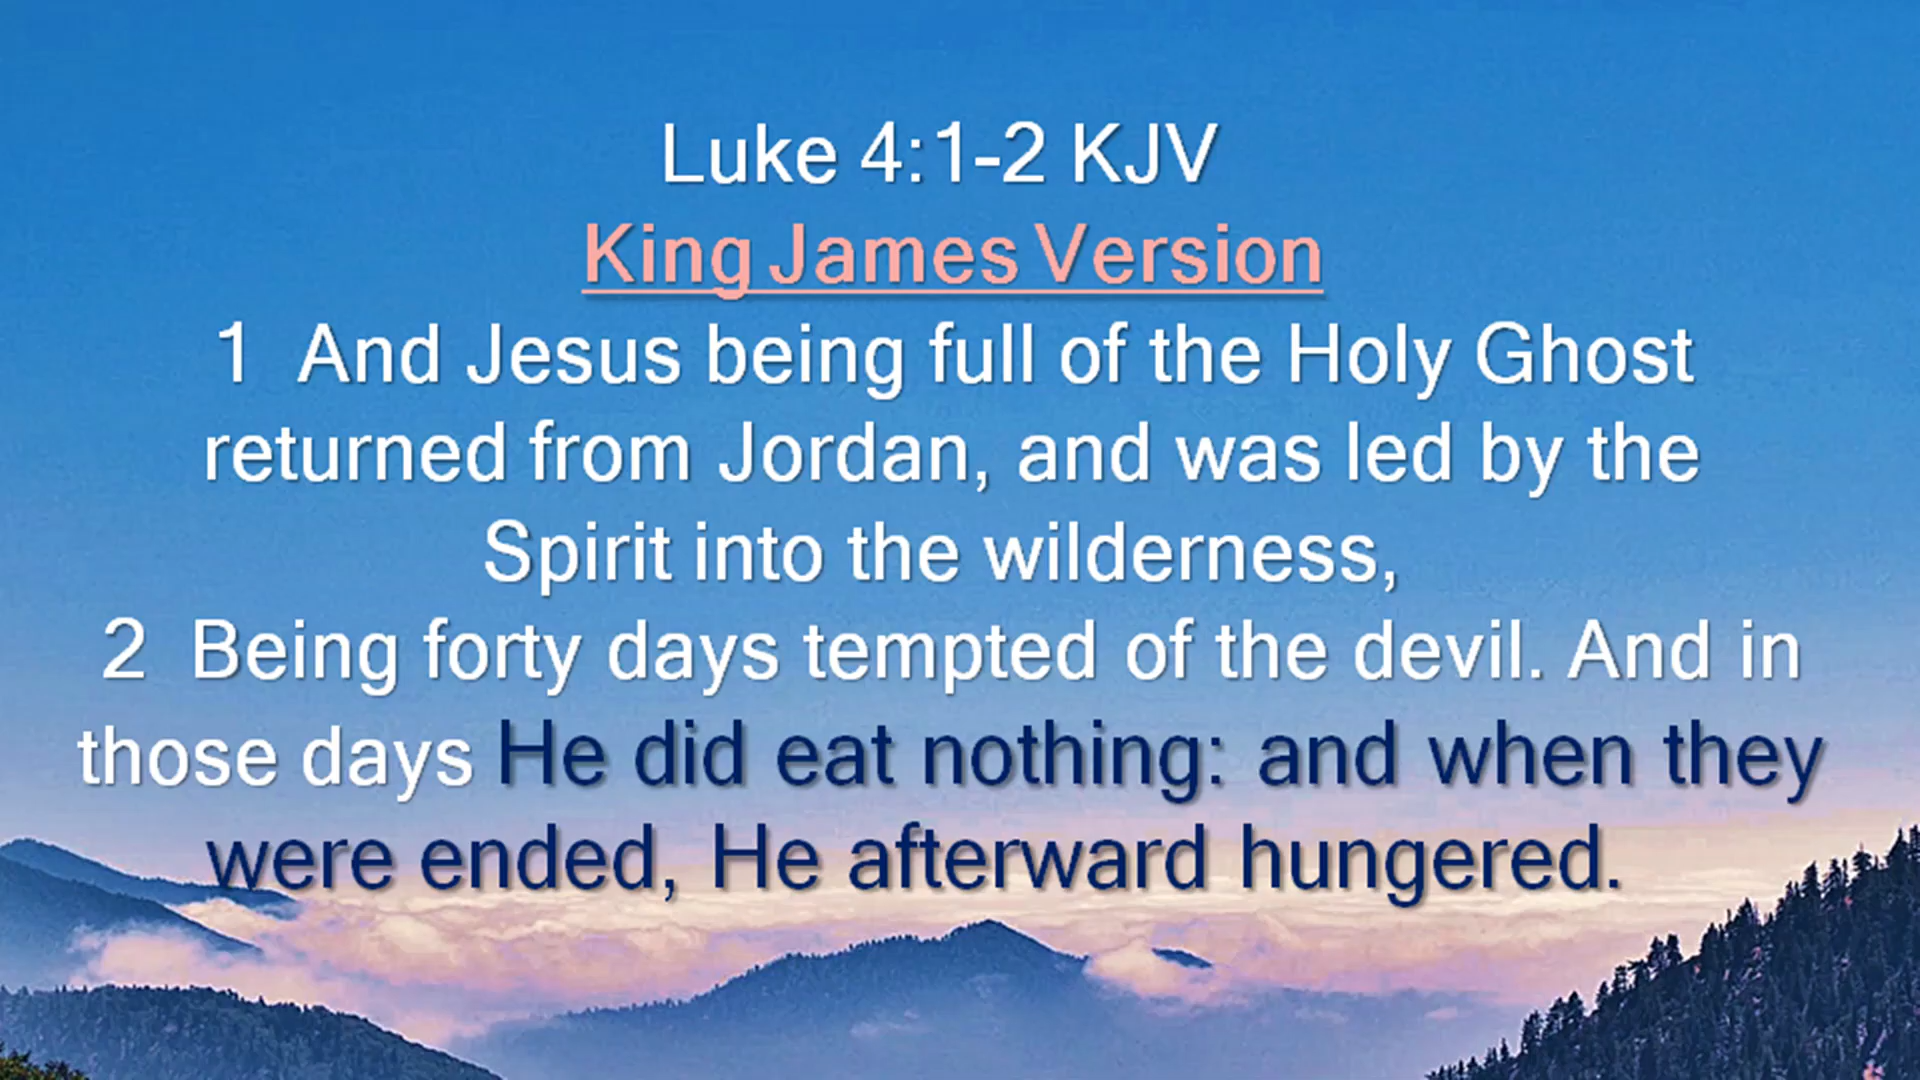 Luke 4:1-2 KJV
King James Version
1 And Jesus being full of the Holy Ghost
returned from Jordan, and was led by the
Spirit into the wilderness,
2 Being forty days tempted of the devil. And in
those days He did eat nothing: and when they
were ended, He afterward hungered.